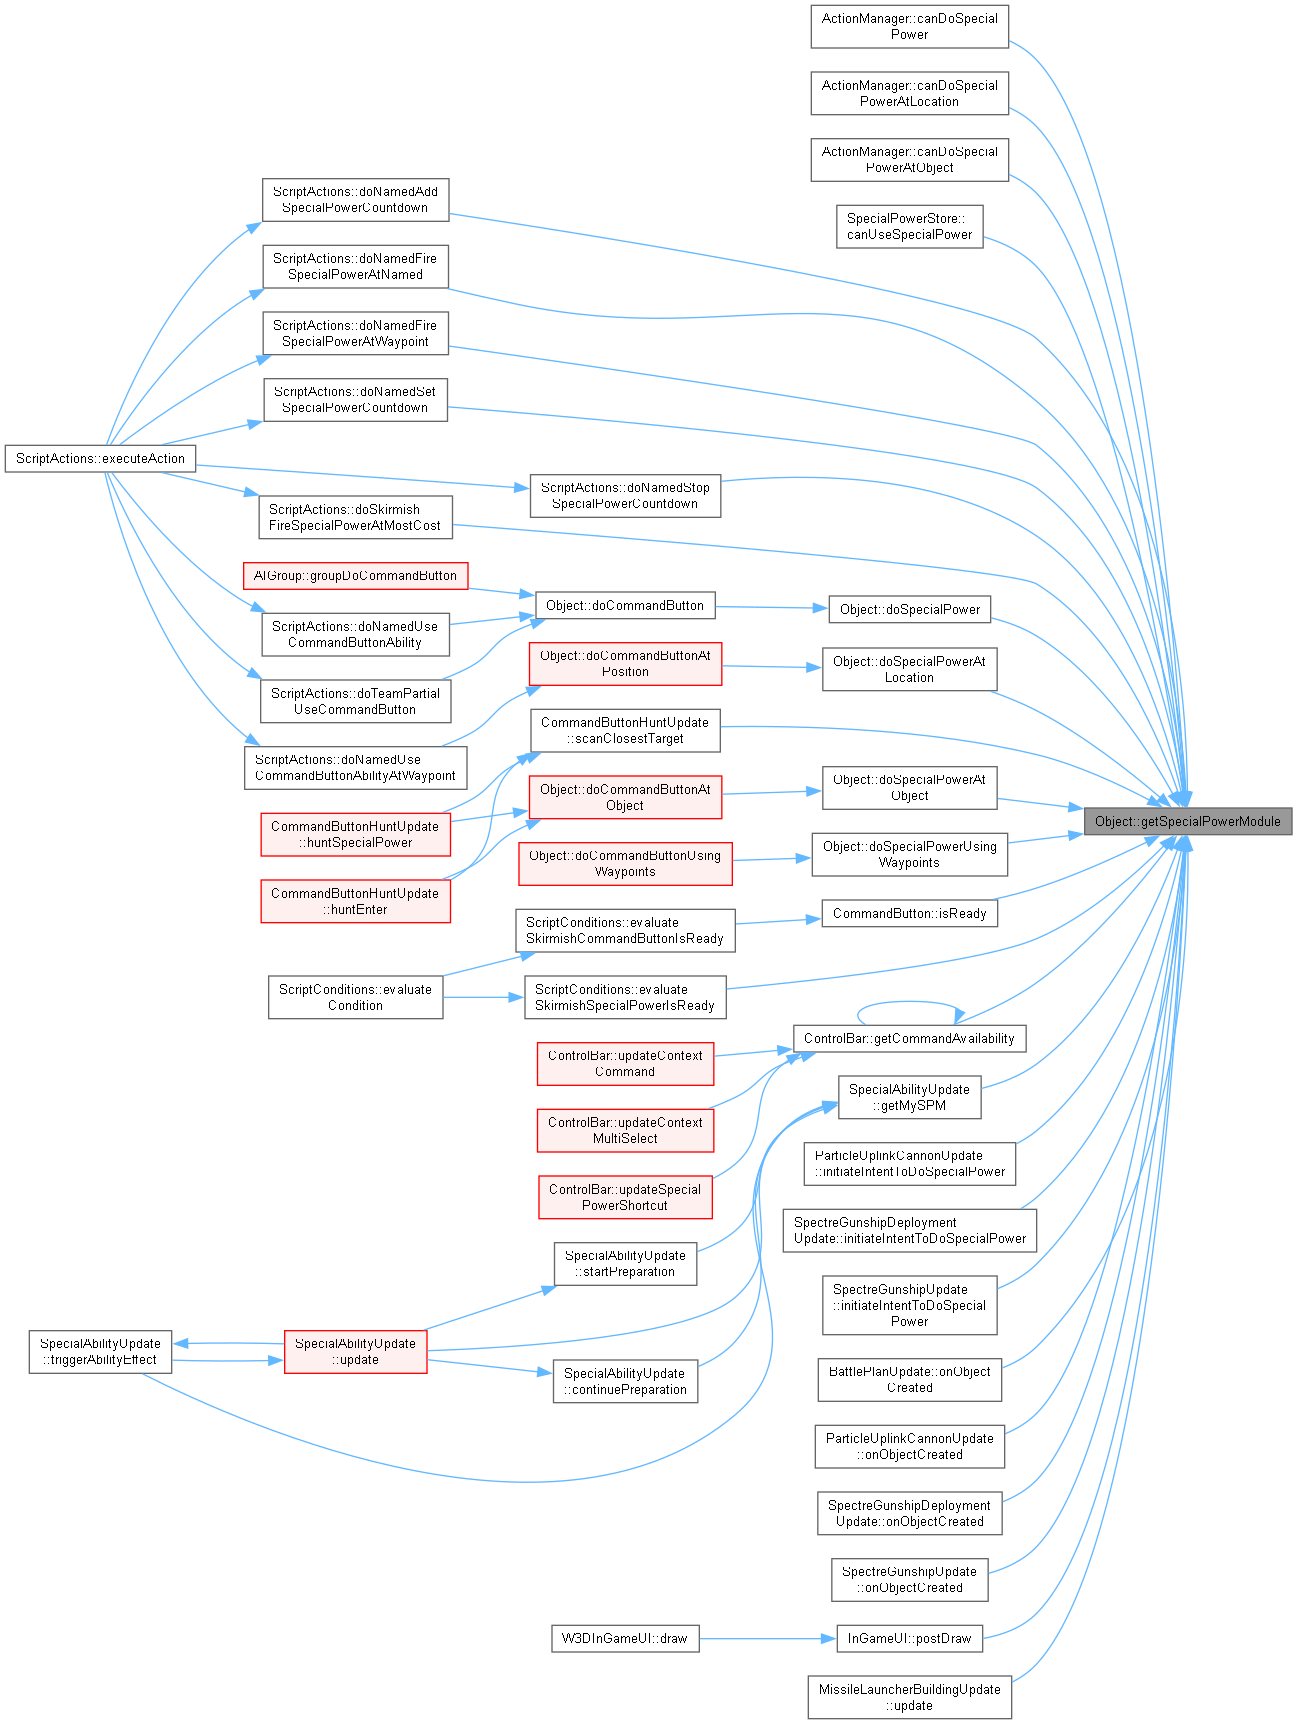 ActionManager::canDoSpecial
Power
ActionManager::canDoSpecial
PowerAtLocation
ActionManager::canDoSpecial
PowerAtObject
ScriptActions::doNamedAdd
SpecialPowerCountdown
SpecialPowerStore::
canUseSpecialPower
ScriptActions::doNamedFire
SpecialPowerAtNamed
ScriptActions::doNamedFire
SpecialPowerAtWaypoint
ScriptActions::doNamedSet
SpecialPowerCountdown
ScriptActions::executeAction
ScriptActions::doNamedStop
SpecialPowerCountdown
ScriptActions::doSkirmish
FireSpecialPowerAtMostCost
AIGroup::groupDoCommandButton
Object::doCommandButton
Object::doSpecialPower
ScriptActions::doNamedUse
CommandButtonAbility
Object::doCommandButtonAt
Position
Object::doSpecialPowerAt
Location
ScriptActions::doTeamPartial
UseCommandButton
CommandButtonHuntUpdate
::scanClosestTarget
ScriptActions::doNamedUse
CommandButtonAbilityAtWaypoint
Object::doCommandButtonAt
Object
Object::doSpecialPowerAt
Object
Object::getSpecialPowerModule
CommandButtonHuntUpdate
::huntSpecialPower
Object::doCommandButtonUsing
Waypoints
Object::doSpecialPowerUsing
Waypoints
CommandButtonHuntUpdate
::huntEnter
ScriptConditions::evaluate
SkirmishCommandButtonIsReady
CommandButton::isReady
ScriptConditions::evaluate
Condition
ScriptConditions::evaluate
SkirmishSpecialPowerIsReady
ControlBar::getCommandAvailability
ControlBar::updateContext
Command
SpecialAbilityUpdate
::getMySPM
ControlBar::updateContext
MultiSelect
ParticleUplinkCannonUpdate
::initiateIntentToDoSpecialPower
ControlBar::updateSpecial
PowerShortcut
SpectreGunshipDeployment
Update::initiateIntentToDoSpecialPower
SpecialAbilityUpdate
::startPreparation
SpectreGunshipUpdate
::initiateIntentToDoSpecial
Power
SpecialAbilityUpdate
::triggerAbilityEffect
SpecialAbilityUpdate
::update
SpecialAbilityUpdate
::continuePreparation
BattlePlanUpdate::onObject
Created
ParticleUplinkCannonUpdate
::onObjectCreated
SpectreGunshipDeployment
Update::onObjectCreated
SpectreGunshipUpdate
::onObjectCreated
W3DInGameUI::draw
InGameUI::postDraw
MissileLauncherBuildingUpdate
::update